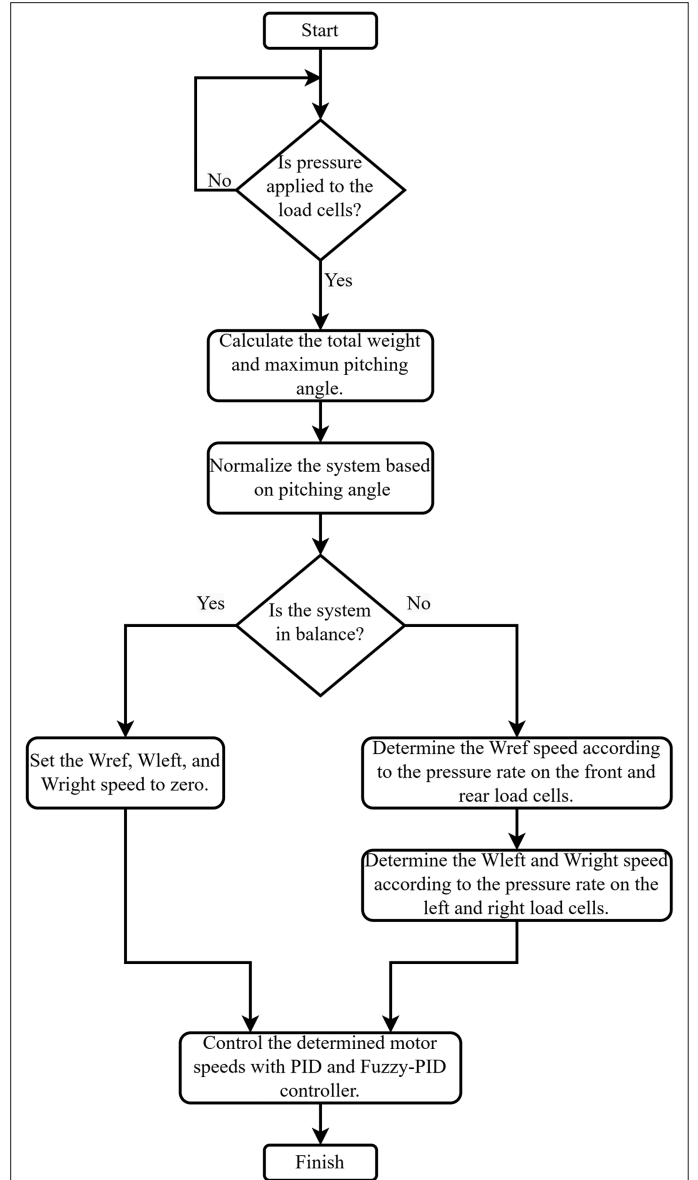 Start
Is pressure
applied to the
load cells?
No
Yes
Calculate the total weight
and maximun pitching
angle.
Normalize the system based
on pitching angle
Is the system
in balance?
Yes
No
Set the Wref, Wleft, and
Wright speed to zero.
Determine the Wref speed according
to the pressure rate on the front and
rear load cells.
Determine the Wleft and Wright speed
according to the pressure rate on the
left and right load cells.
Control the determined motor
speeds with PID and Fuzzy-PID
controller.
Finish